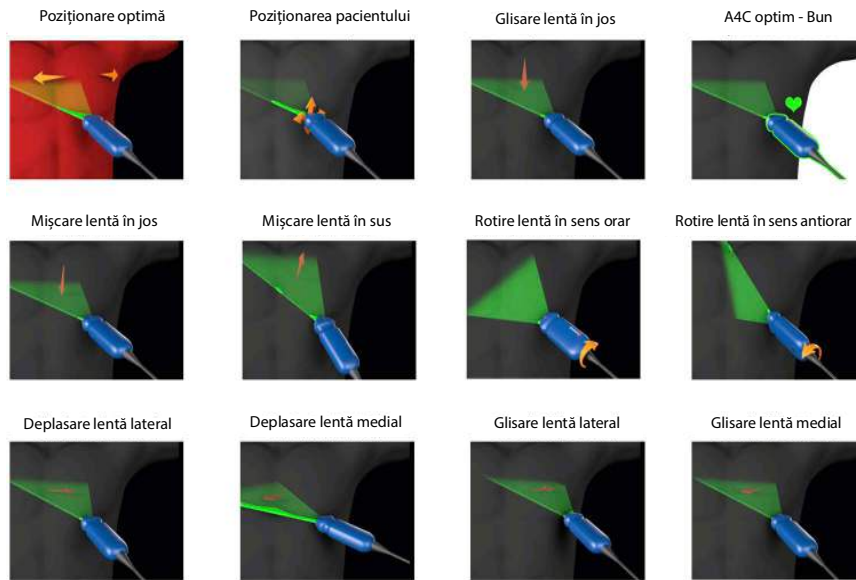 Poziționare optimă
Poziționarea pacientului
Glisare lentă în jos
A4C optim - Bun
Mișcare lentă în jos
Mișcare lentă în sus
Rotire lentă în sens orar
Rotire lentă în sens antiorar
Deplasare lentă lateral
Deplasare lentă medial
Glisare lentă lateral
Glisare lentă medial